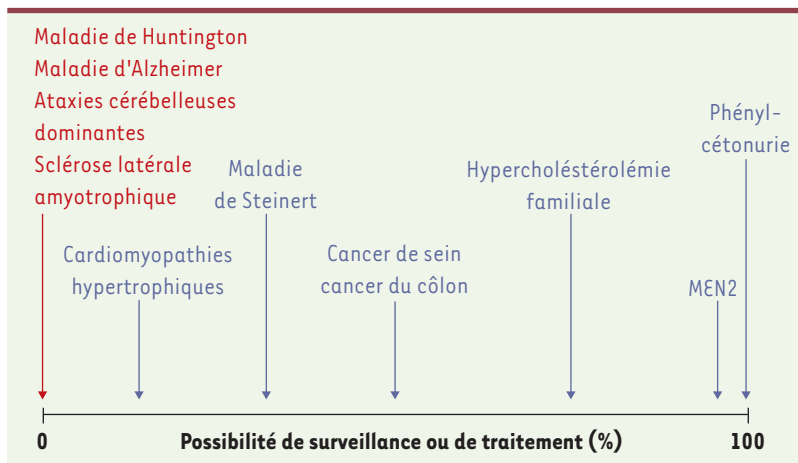 Maladie de Huntington
Maladie d'Alzheimer
Ataxies cérébelleuses
dominantes
Sclérose latérale
amyotrophique
Maladie
de Steinert
Hypercholéstérolémie
familiale
Phényl-
cétonurie
Cardiomyopathies
hypertrophiques
Cancer de sein
cancer du côlon
MEN2
0
Possibilité de surveillance ou de traitement (%)
100